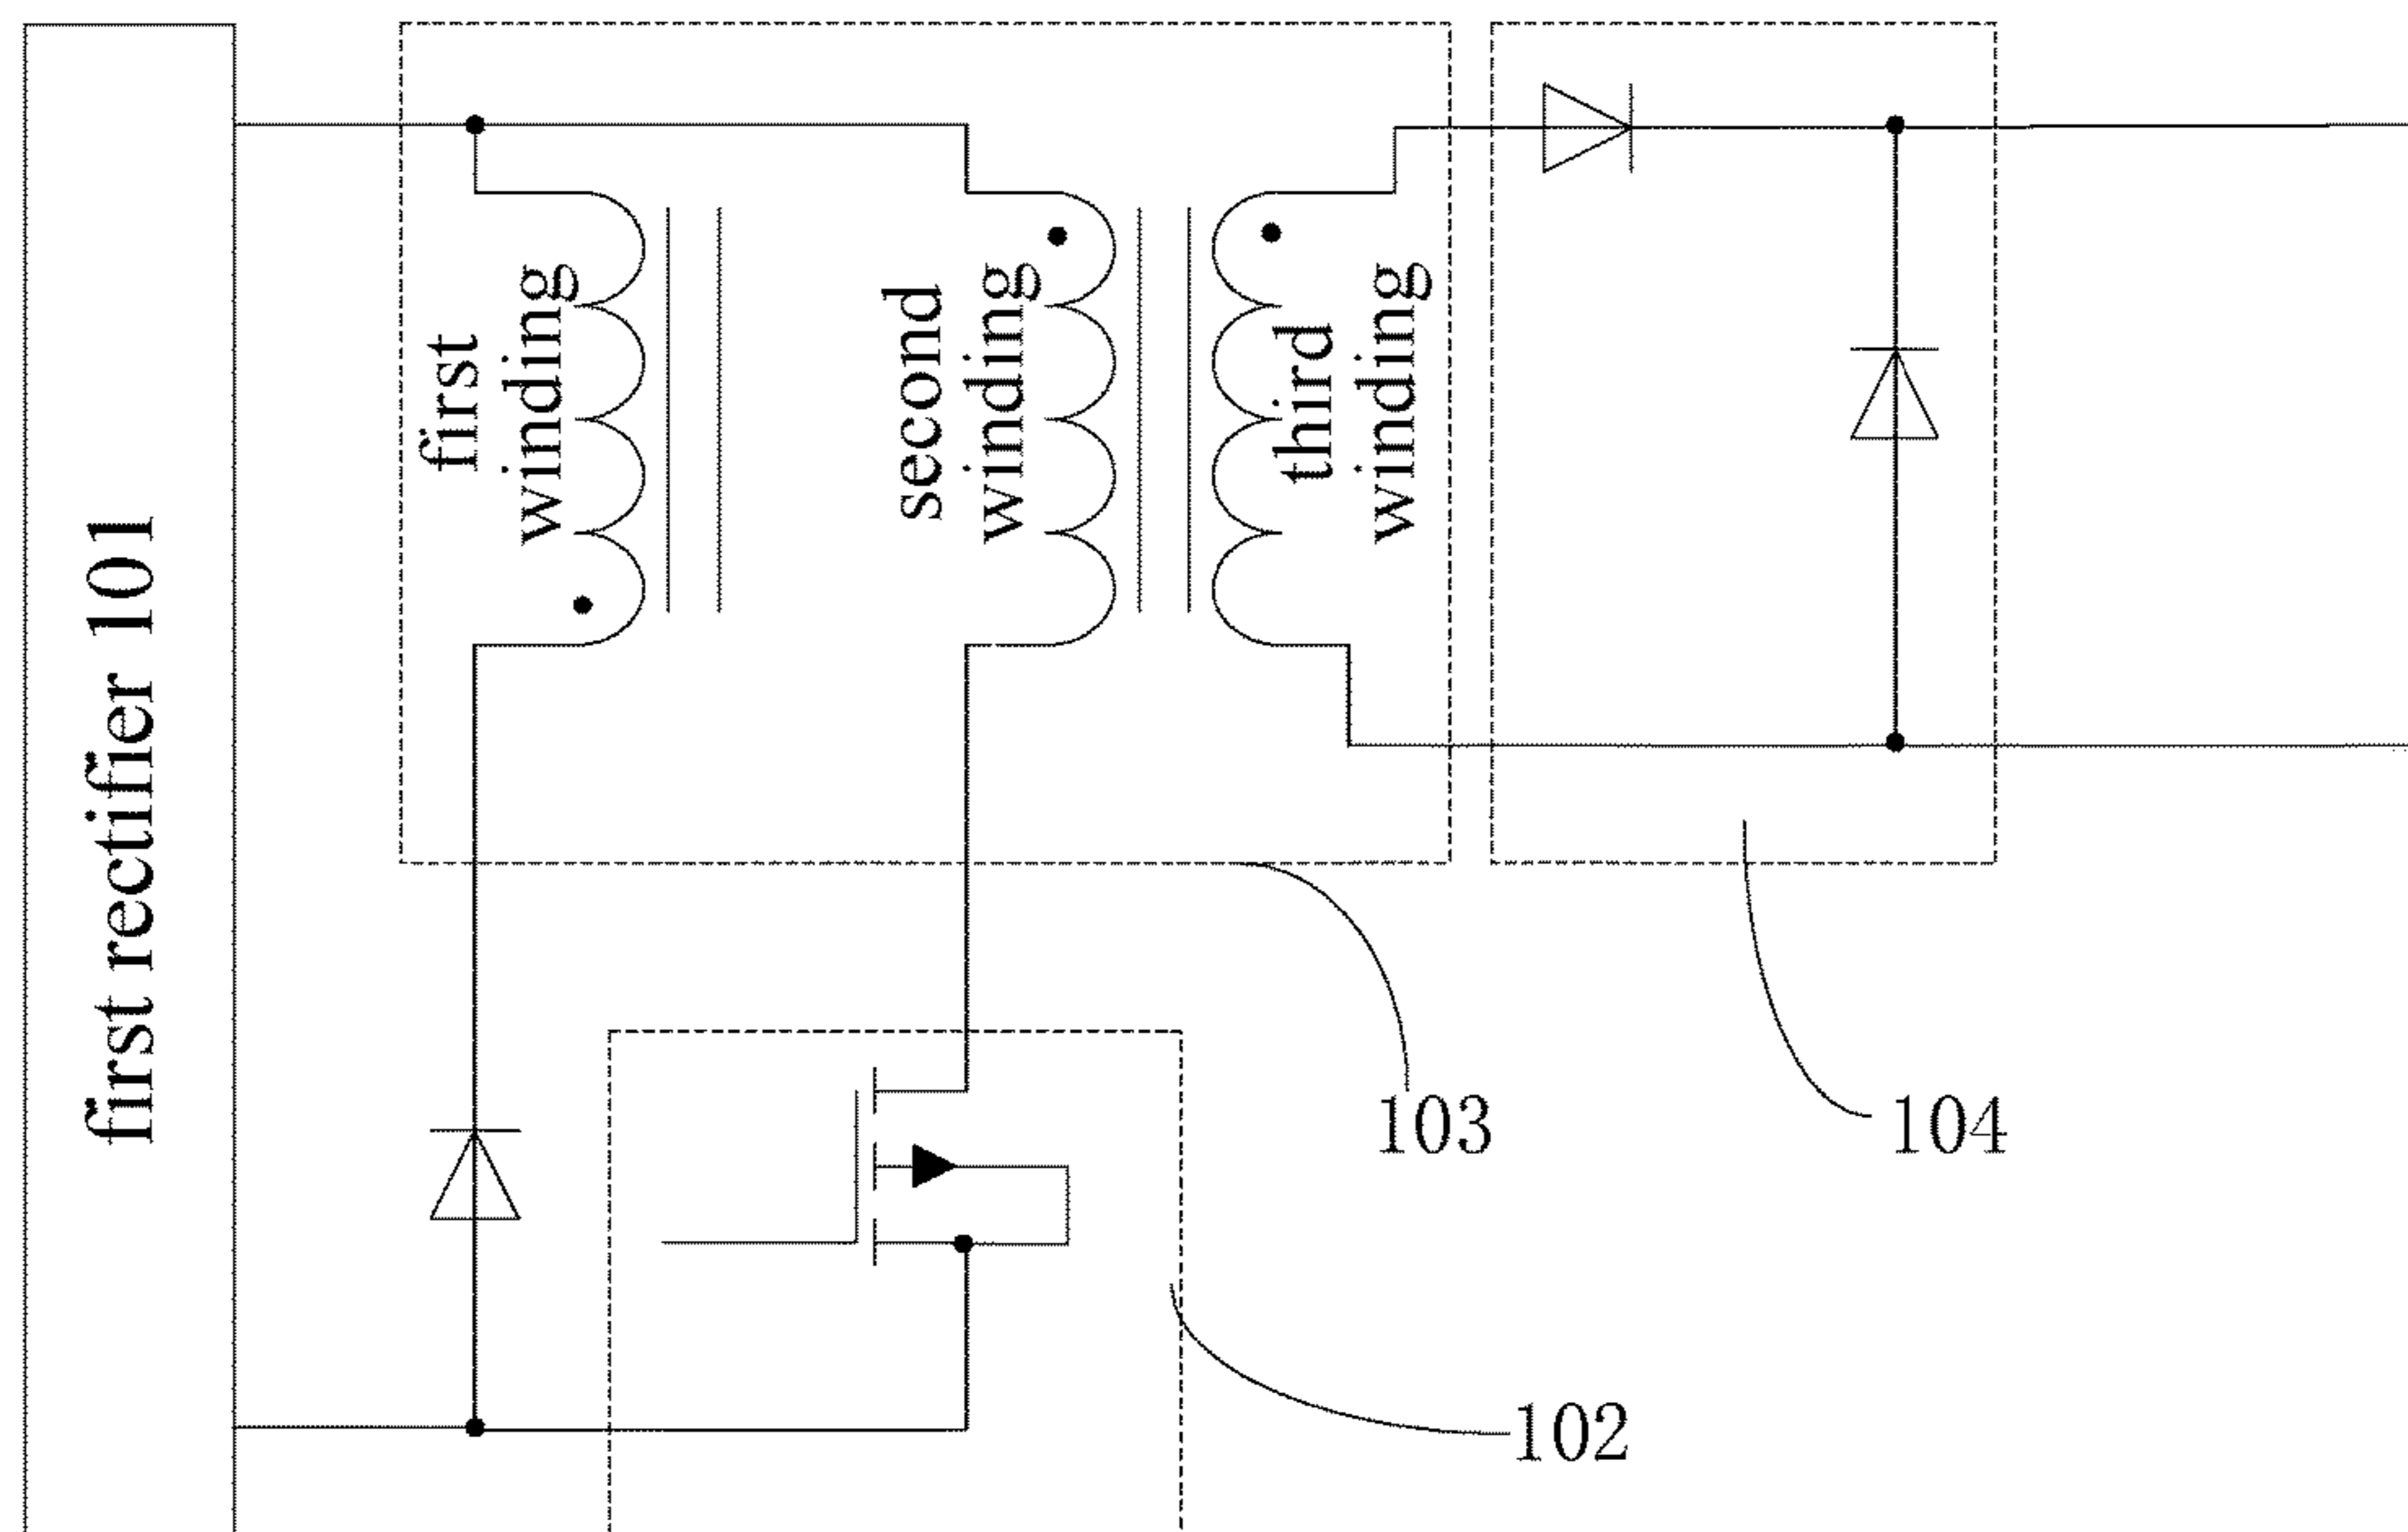 first rectifier 101
first
winding
second
winding
third
winding
103
104
102